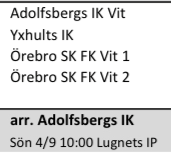 Adolfsbergs IK Vit
Yxhults IK
Örebro SK FK Vit 1
Örebro SK FK Vit 2
arr. Adolfsbergs IK
Sön 4/9 10:00 Lugnets IP